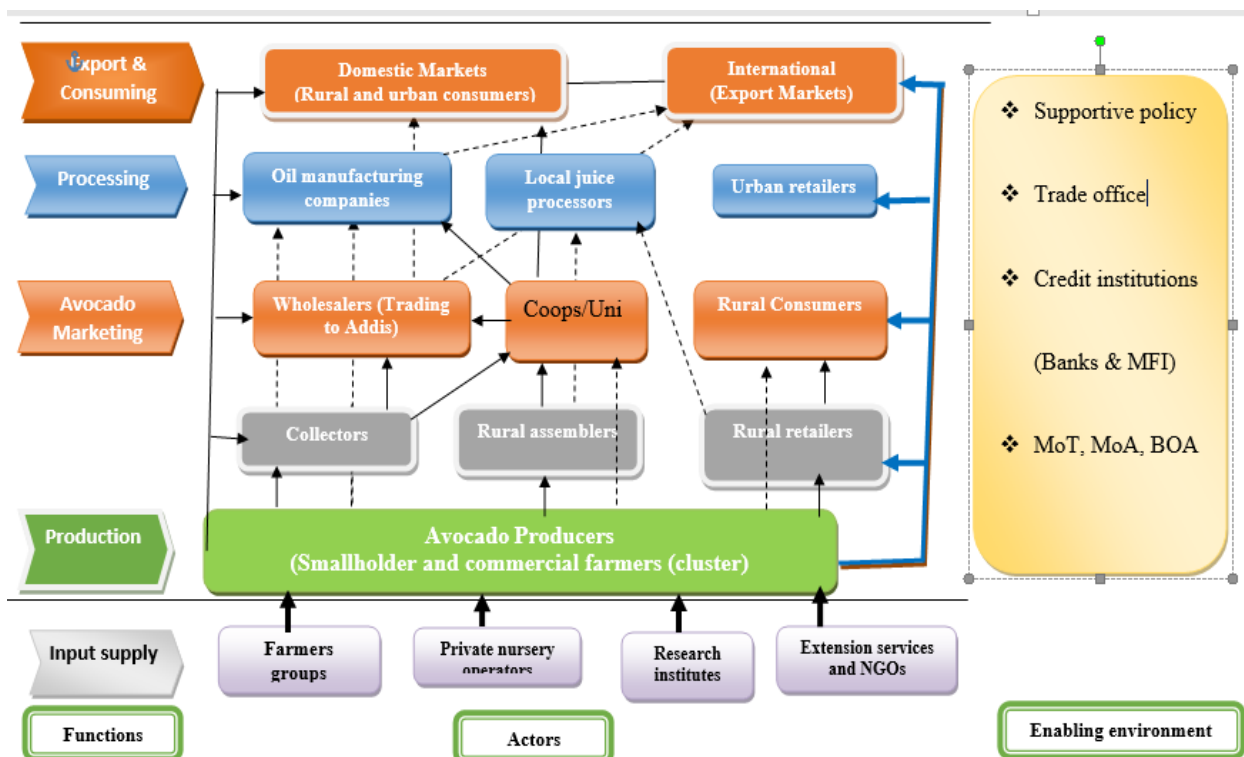 Export &
Consuming
Domestic Markets
(Rural and urban consumers)
International
(Export Markets)
Processing
Oil manufacturing
companies
Local juice
processors
Urban retailers
Avocado
Marketing
Wholesalers (Trading
to Addis)
Coops/Uni
Rural Consumers
Collectors
Rural assemblers
Rural retailers
Production
Avocado Producers
(Smallholder and commercial farmers (cluster)
Input supply
Farmers
groups
Private nursery
operators
Research
institutes
Extension services
and NGOs
Functions
Actors
❖ Supportive policy
❖ Trade office
❖ Credit institutions
(Banks & MFI)
❖ MoT, MoA, BOA
Enabling environment